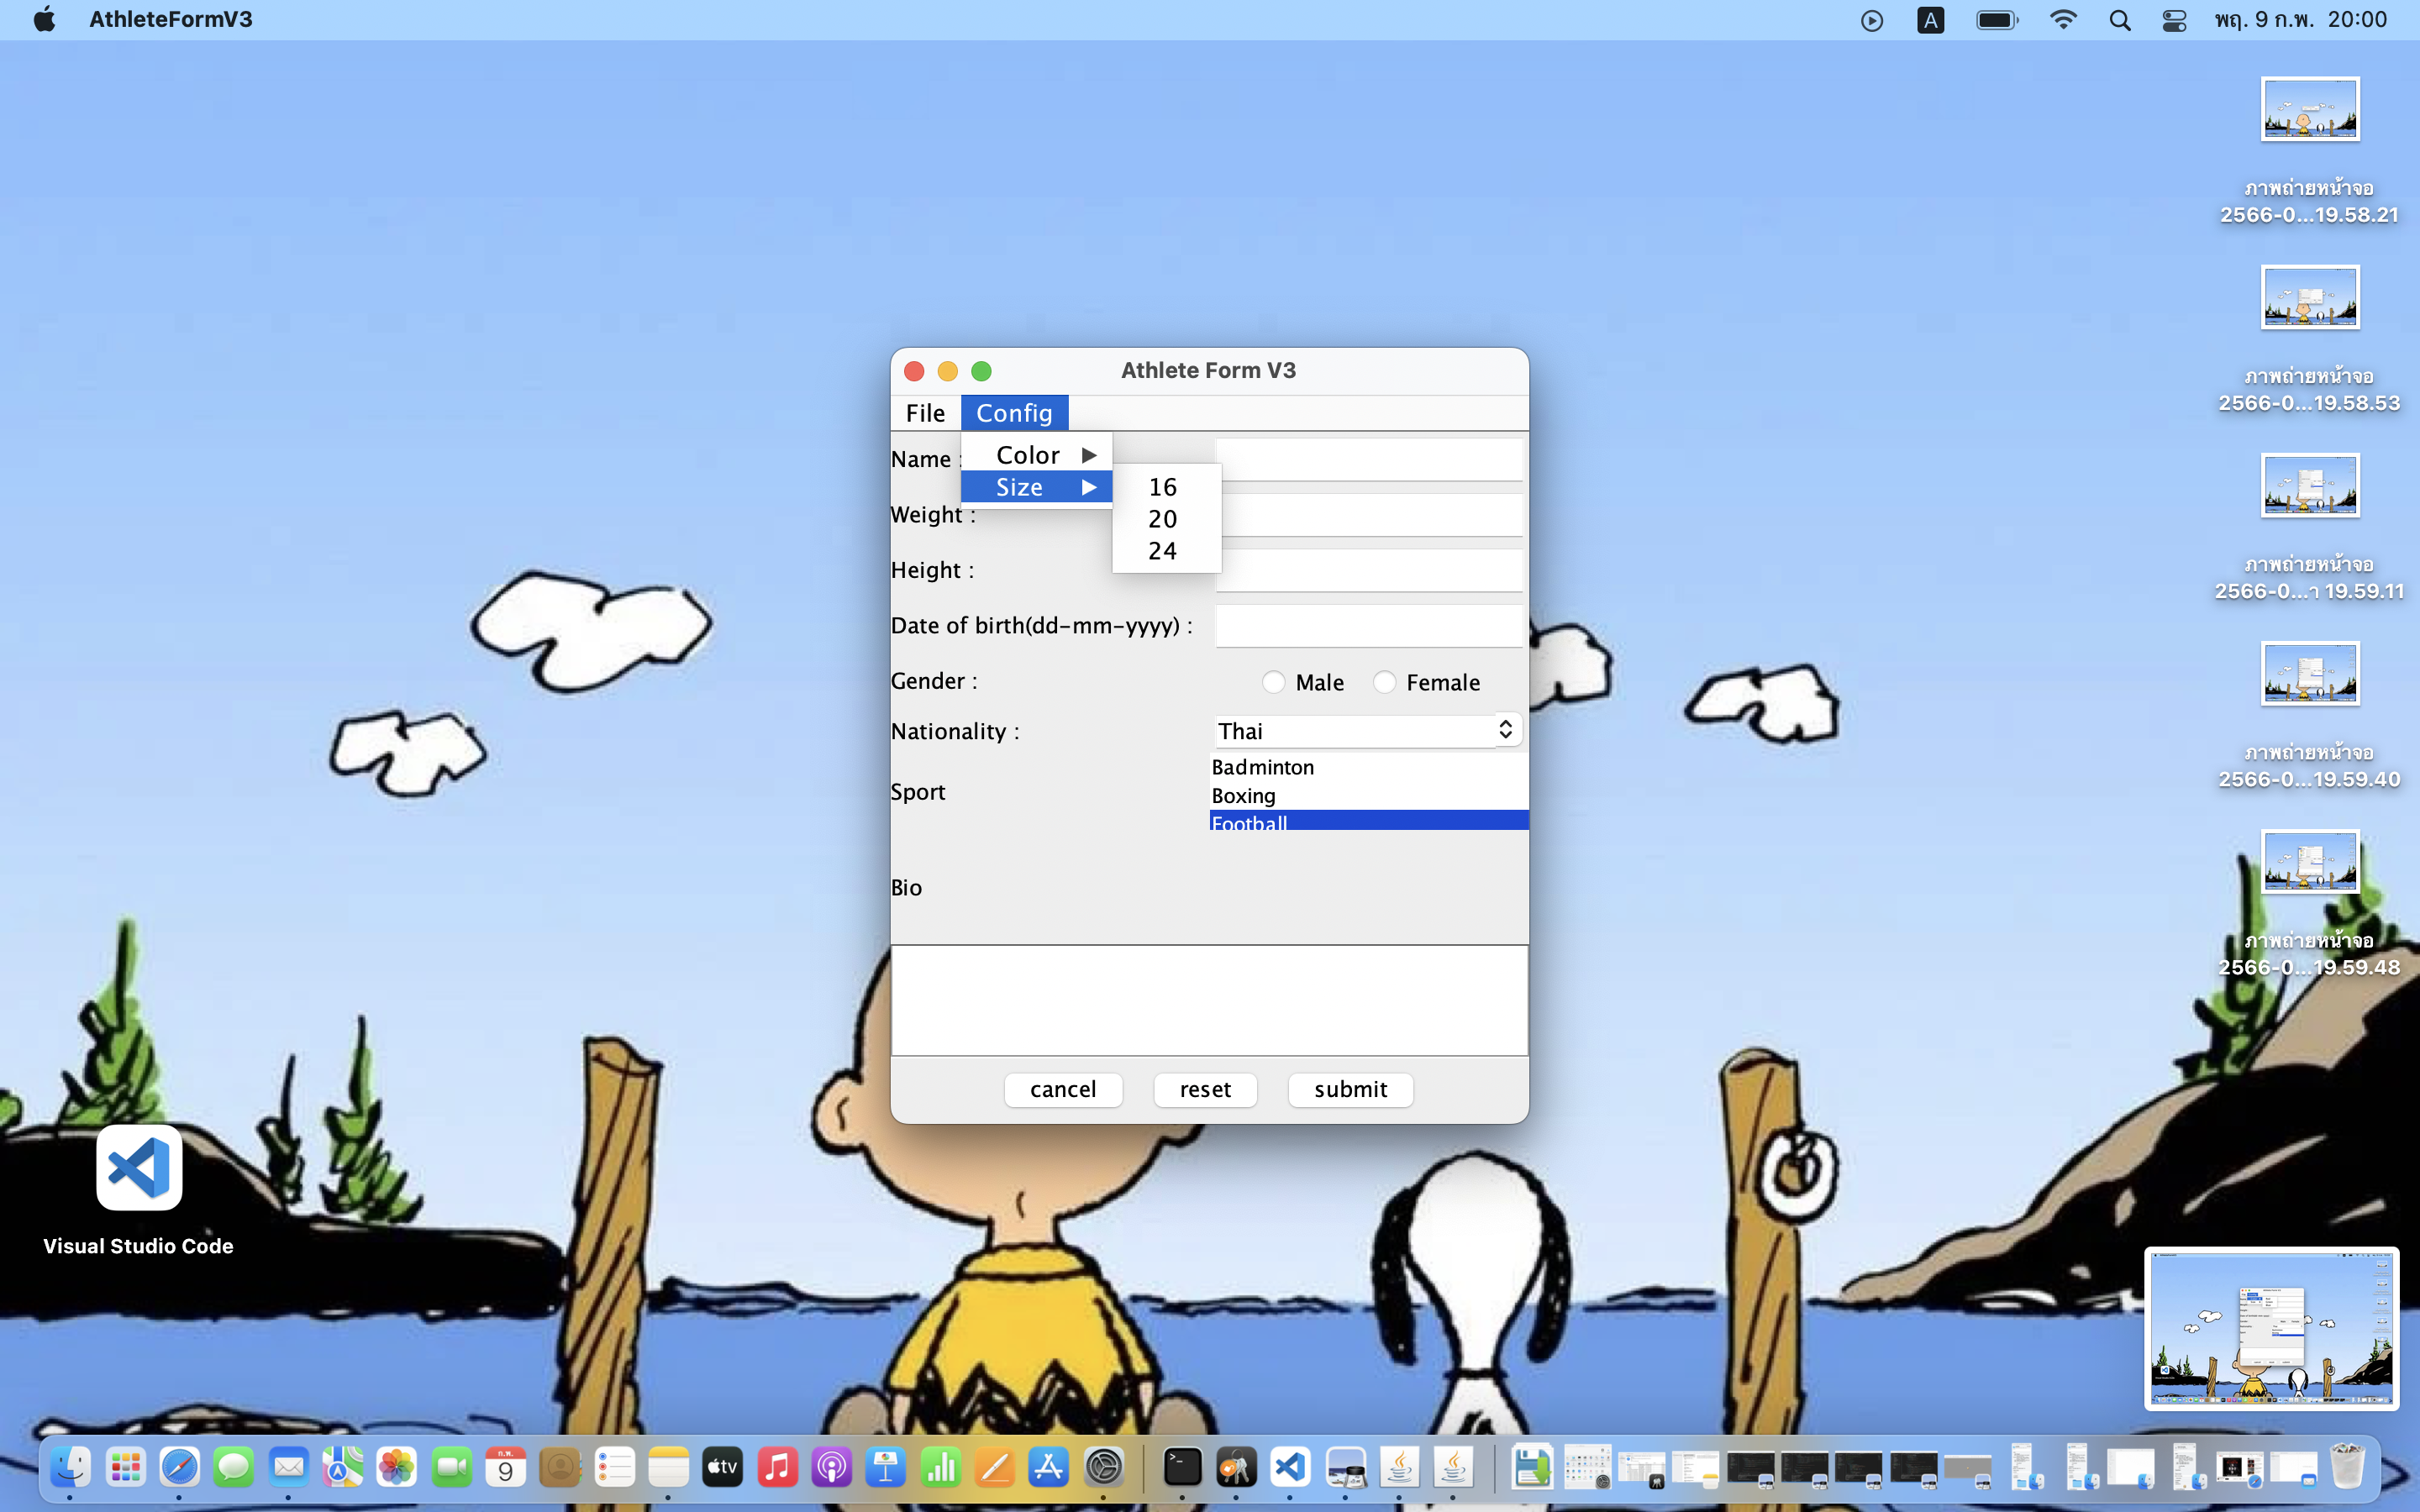 AthleteFormV3
A
พฤ. 9 ก.พ. 20:00
ภาพถ่ายหน้าจอ
2566-0...19.58.21
ภาพถ่ายหน้าจอ
2566-0...19.58.53
ภาพถ่ายหน้าจอ
2566-0...า 19.59.11
ภาพถ่ายหน้าจอ
2566-0...19.59.40
ภาพถ่ายหน้าจอ
2566-0...19.59.48
Athlete Form V3
File Config
Color
Size
16
20
24
Name :
Weight :
Height :
Date of birth(dd-mm-yyyy) :
Gender : Male Female
Nationality : Thai
Sport
Badminton
Boxing
Football
Bio
cancel reset submit
Visual Studio Code
ก.พ.
9
tv